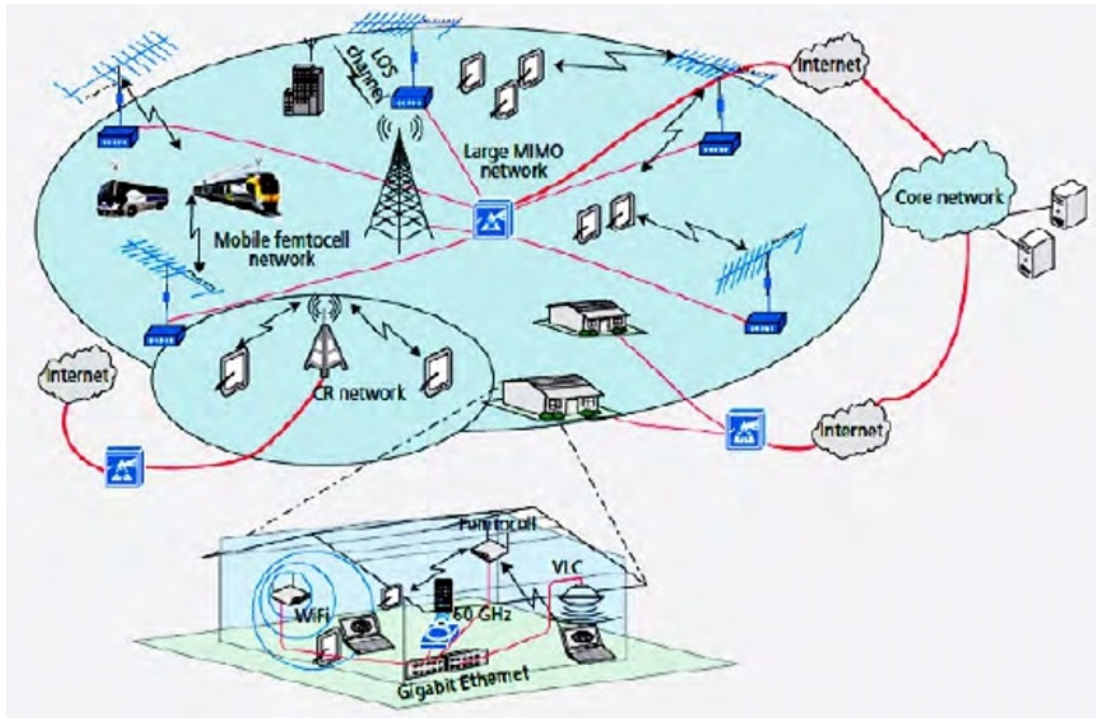 LOS
channel
Internet
Large MIMO
network
Core network
Mobile femtocell
network
Internet
CR network
Internet
Femtocell
VLC
WiFi
60 GHz
Gigabit Ethernet